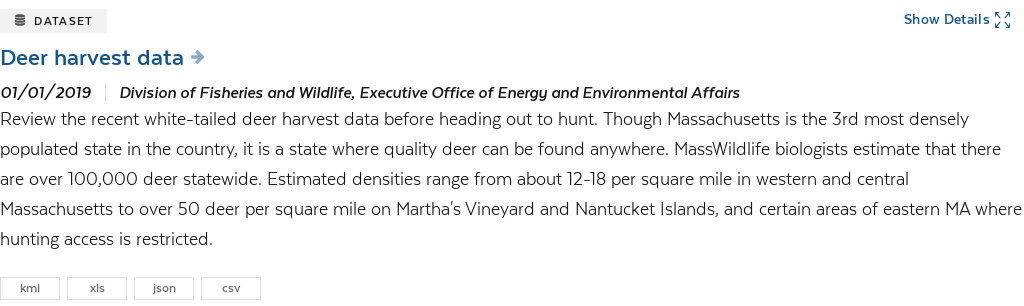 DATASET
Show Details
Deer harvest data
01/01/2019 Division of Fisheries and Wildlife, Executive Office of Energy and Environmental Affairs
Review the recent white-tailed deer harvest data before heading out to hunt. Though Massachusetts is the 3rd most densely
populated state in the country, it is a state where quality deer can be found anywhere. MassWildlife biologists estimate that there
are over 100,000 deer statewide. Estimated densities range from about 12-18 per square mile in western and central
Massachusetts to over 50 deer per square mile on Martha's Vineyard and Nantucket Islands, and certain areas of eastern MA where
hunting access is restricted.
kml xls json csv